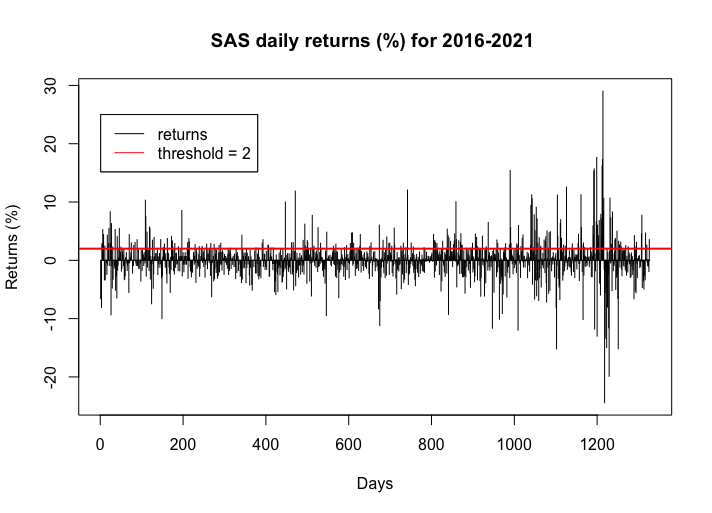 SAS daily returns (%) for 2016-2021
30
20
10
0
-10
-20
Returns (%)
returns
threshold = 2
0 200 400 600 800 1000 1200
Days